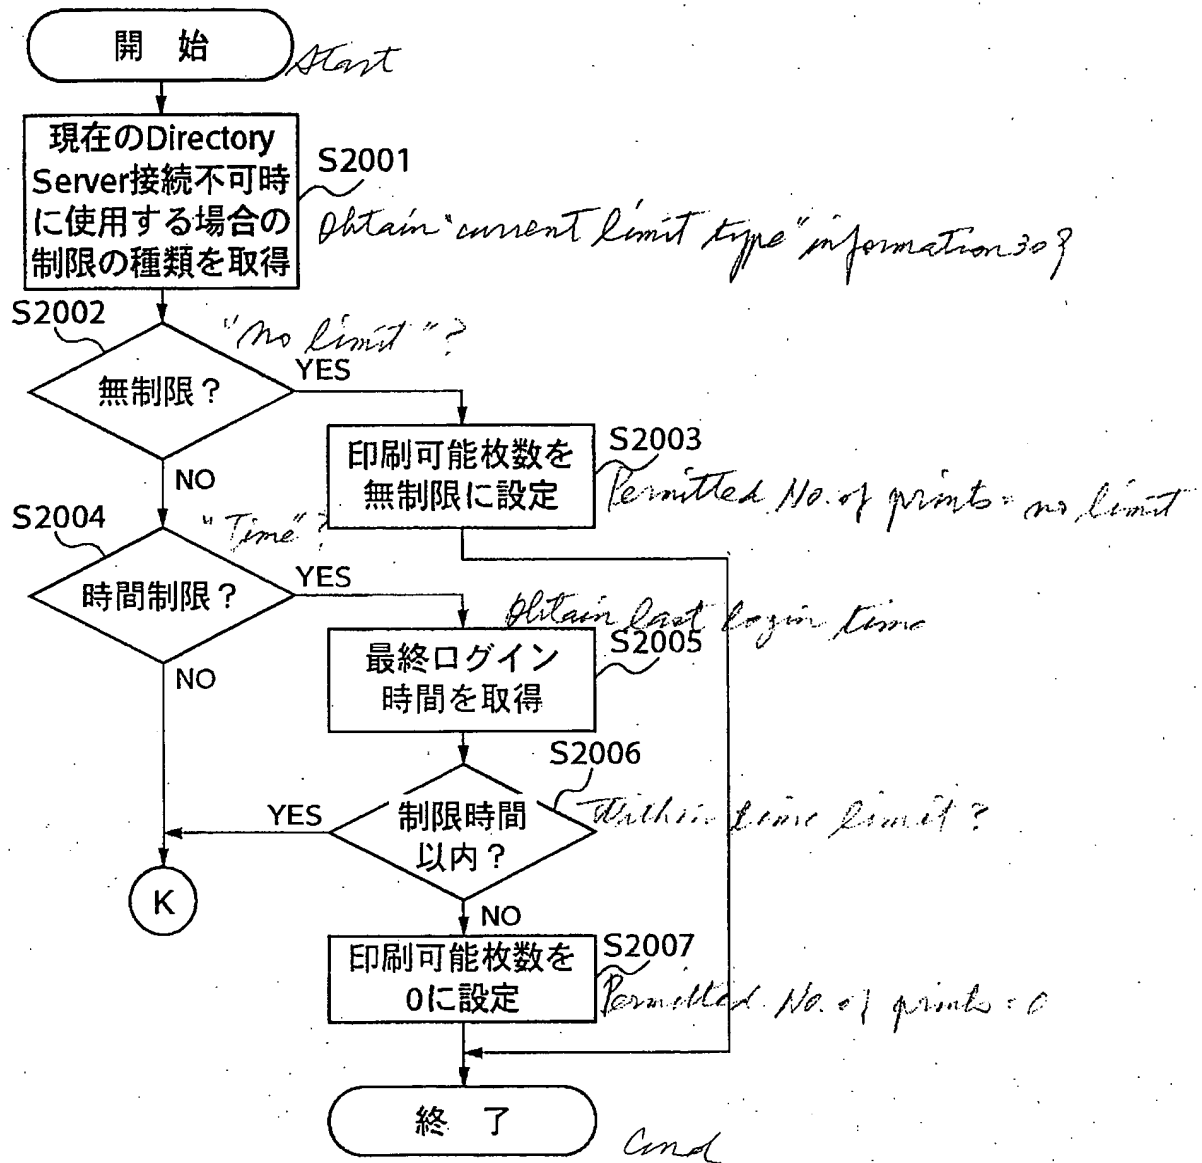 開 始
Start
現在のDirectory
Server接続不可時
に使用する場合の
制限の種類を取得
S2001
Obtain "current limit type" information
S2002
"No limit"?
無制限？
YES
NO
印刷可能枚数を
無制限に設定
S2003
Permitted No. of prints = no limit
S2004
"Time"?
時間制限？
YES
NO
Obtain last login time
最終ログイン
時間を取得
S2005
S2006
制限時間
以内？
Within time limit?
YES
NO
K
印刷可能枚数を
0に設定
S2007
Permitted No. of prints = 0
終 了
End